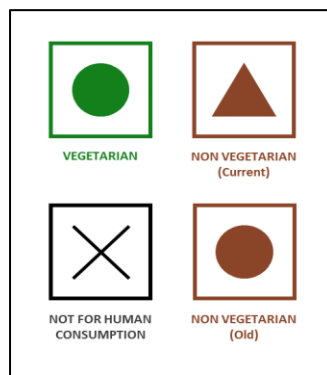 VEGETARIAN
NON VEGETARIAN
(Current)
NOT FOR HUMAN
CONSUMPTION
NON VEGETARIAN
(Old)